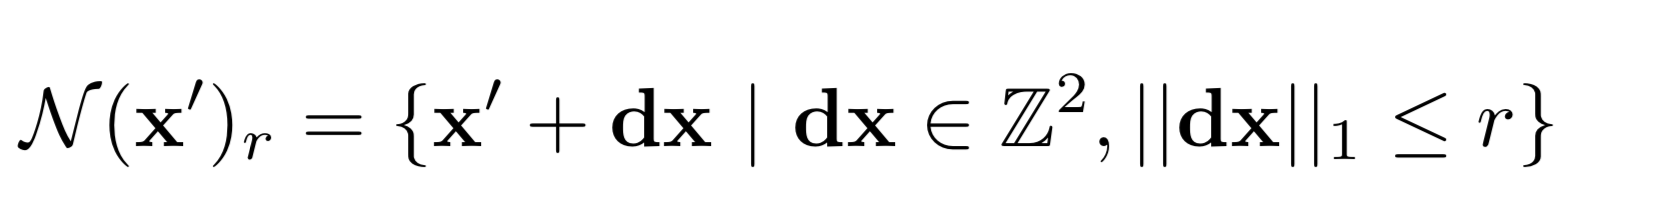 𝒩(𝐱′)ᵣ = {𝐱′ + 𝐝𝐱 | 𝐝𝐱 ∈ ℤ², ||𝐝𝐱||₁ ≤ r}